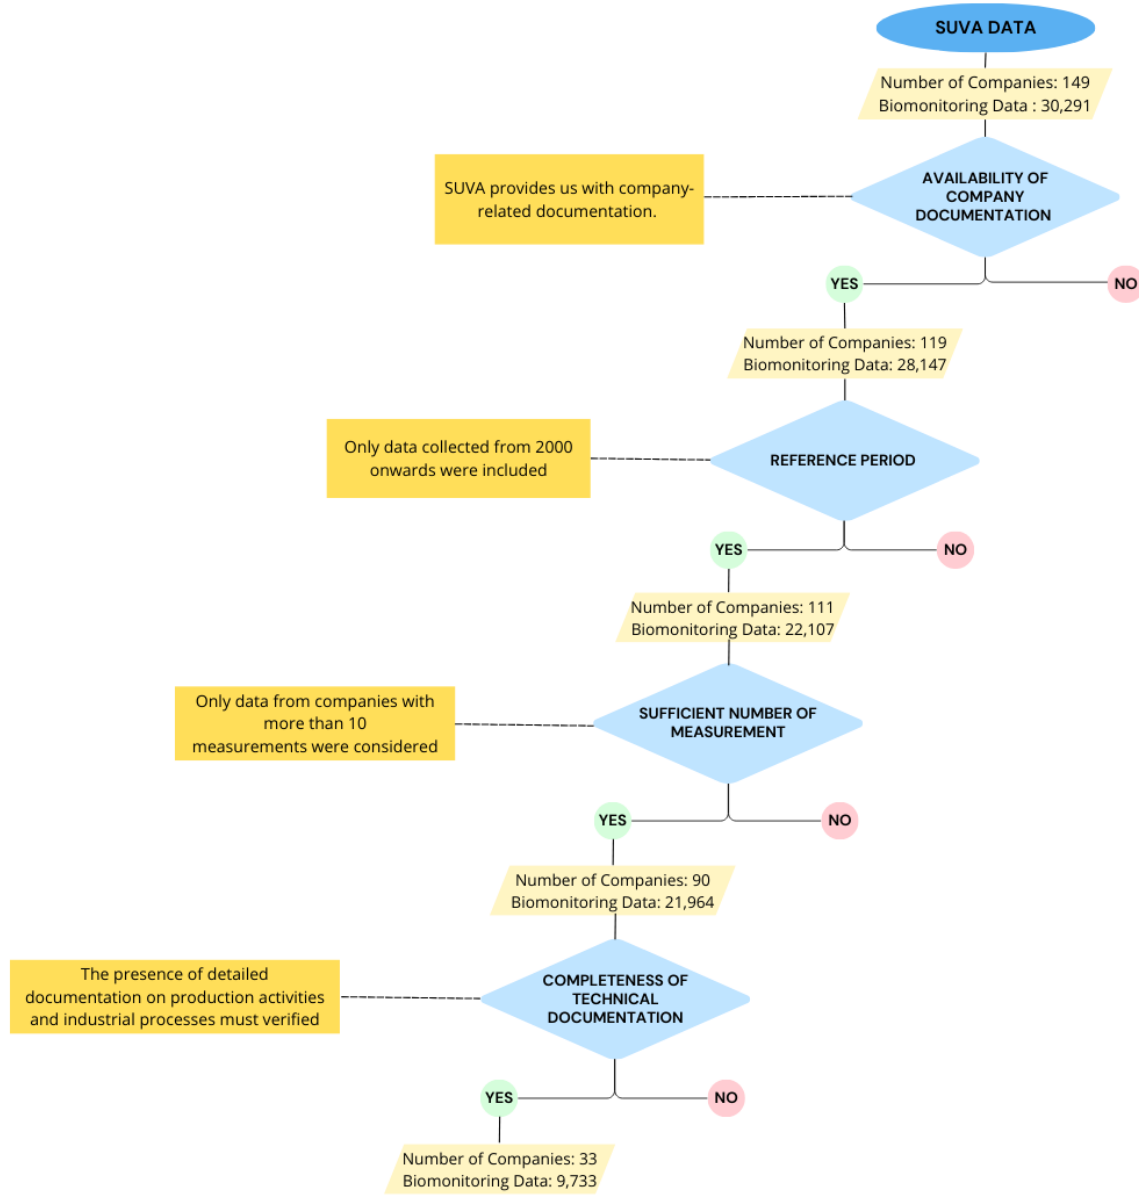 SUVA DATA
Number of Companies: 149
Biomonitoring Data : 30,291
AVAILABILITY OF
COMPANY
DOCUMENTATION
SUVA provides us with company-
related documentation.
YES
NO
Number of Companies: 119
Biomonitoring Data: 28,147
REFERENCE PERIOD
Only data collected from 2000
onwards were included
YES
NO
Number of Companies: 111
Biomonitoring Data: 22,107
SUFFICIENT NUMBER OF
MEASUREMENT
Only data from companies with
more than 10
measurements were considered
YES
NO
Number of Companies: 90
Biomonitoring Data: 21,964
COMPLETENESS OF
TECHNICAL
DOCUMENTATION
The presence of detailed
documentation on production activities
and industrial processes must verified
YES
NO
Number of Companies: 33
Biomonitoring Data: 9,733